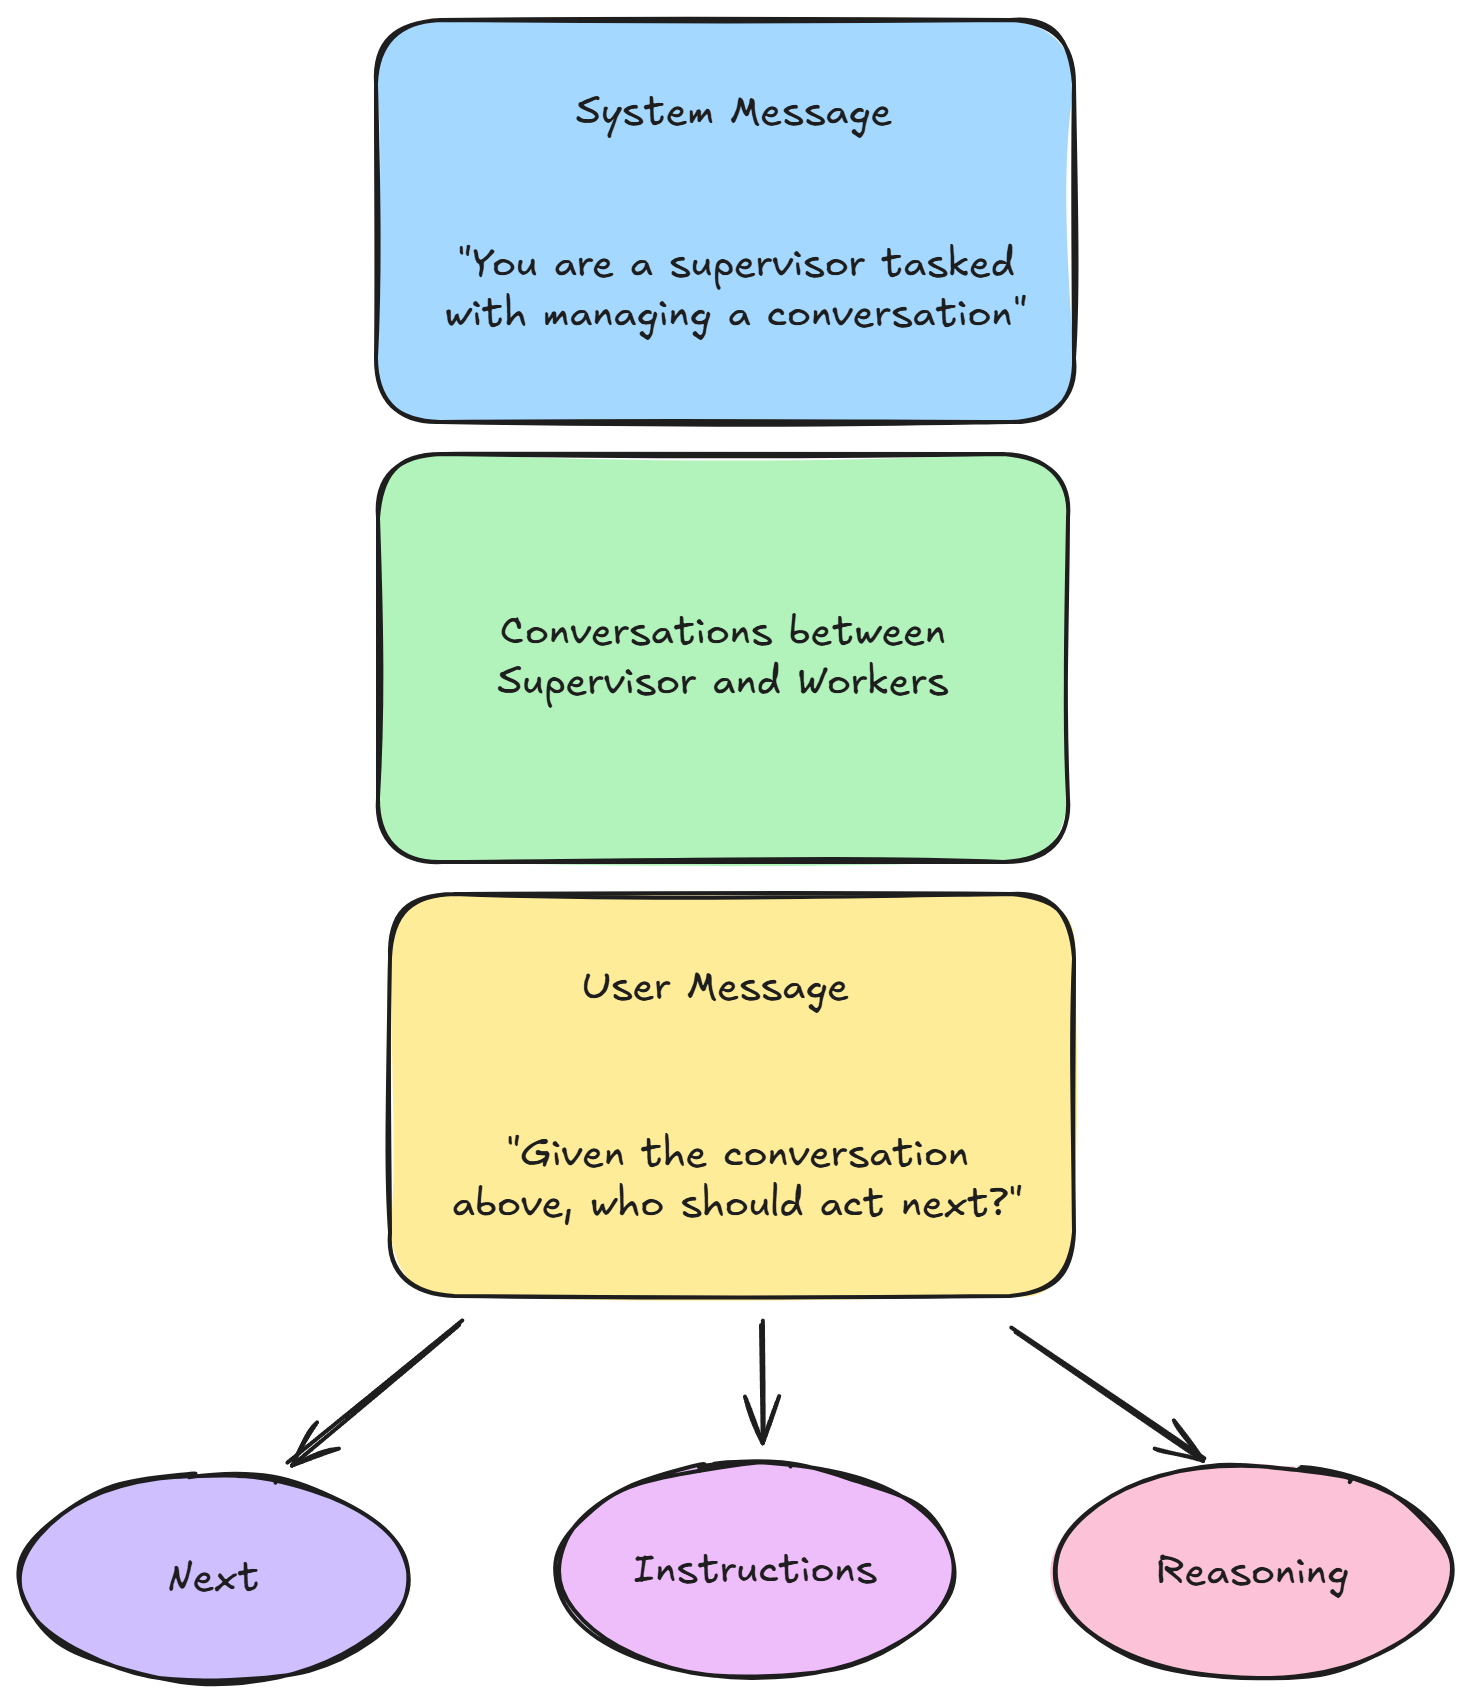 System Message
"You are a supervisor tasked
with managing a conversation"
Conversations between
Supervisor and Workers
User Message
"Given the conversation
above, who should act next?"
Next
Instructions
Reasoning